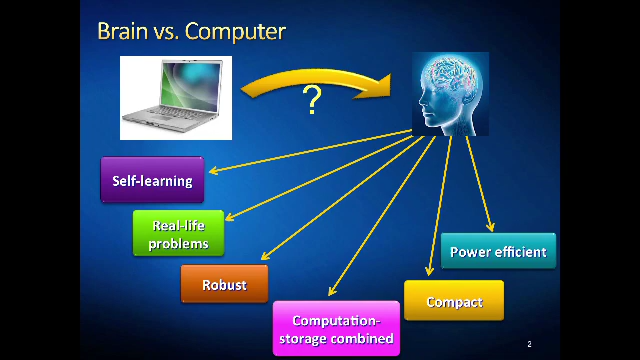 Brain vs. Computer
?
Self-learning
Real-life
problems
Robust
Computation-
storage combined
Compact
Power efficient
2